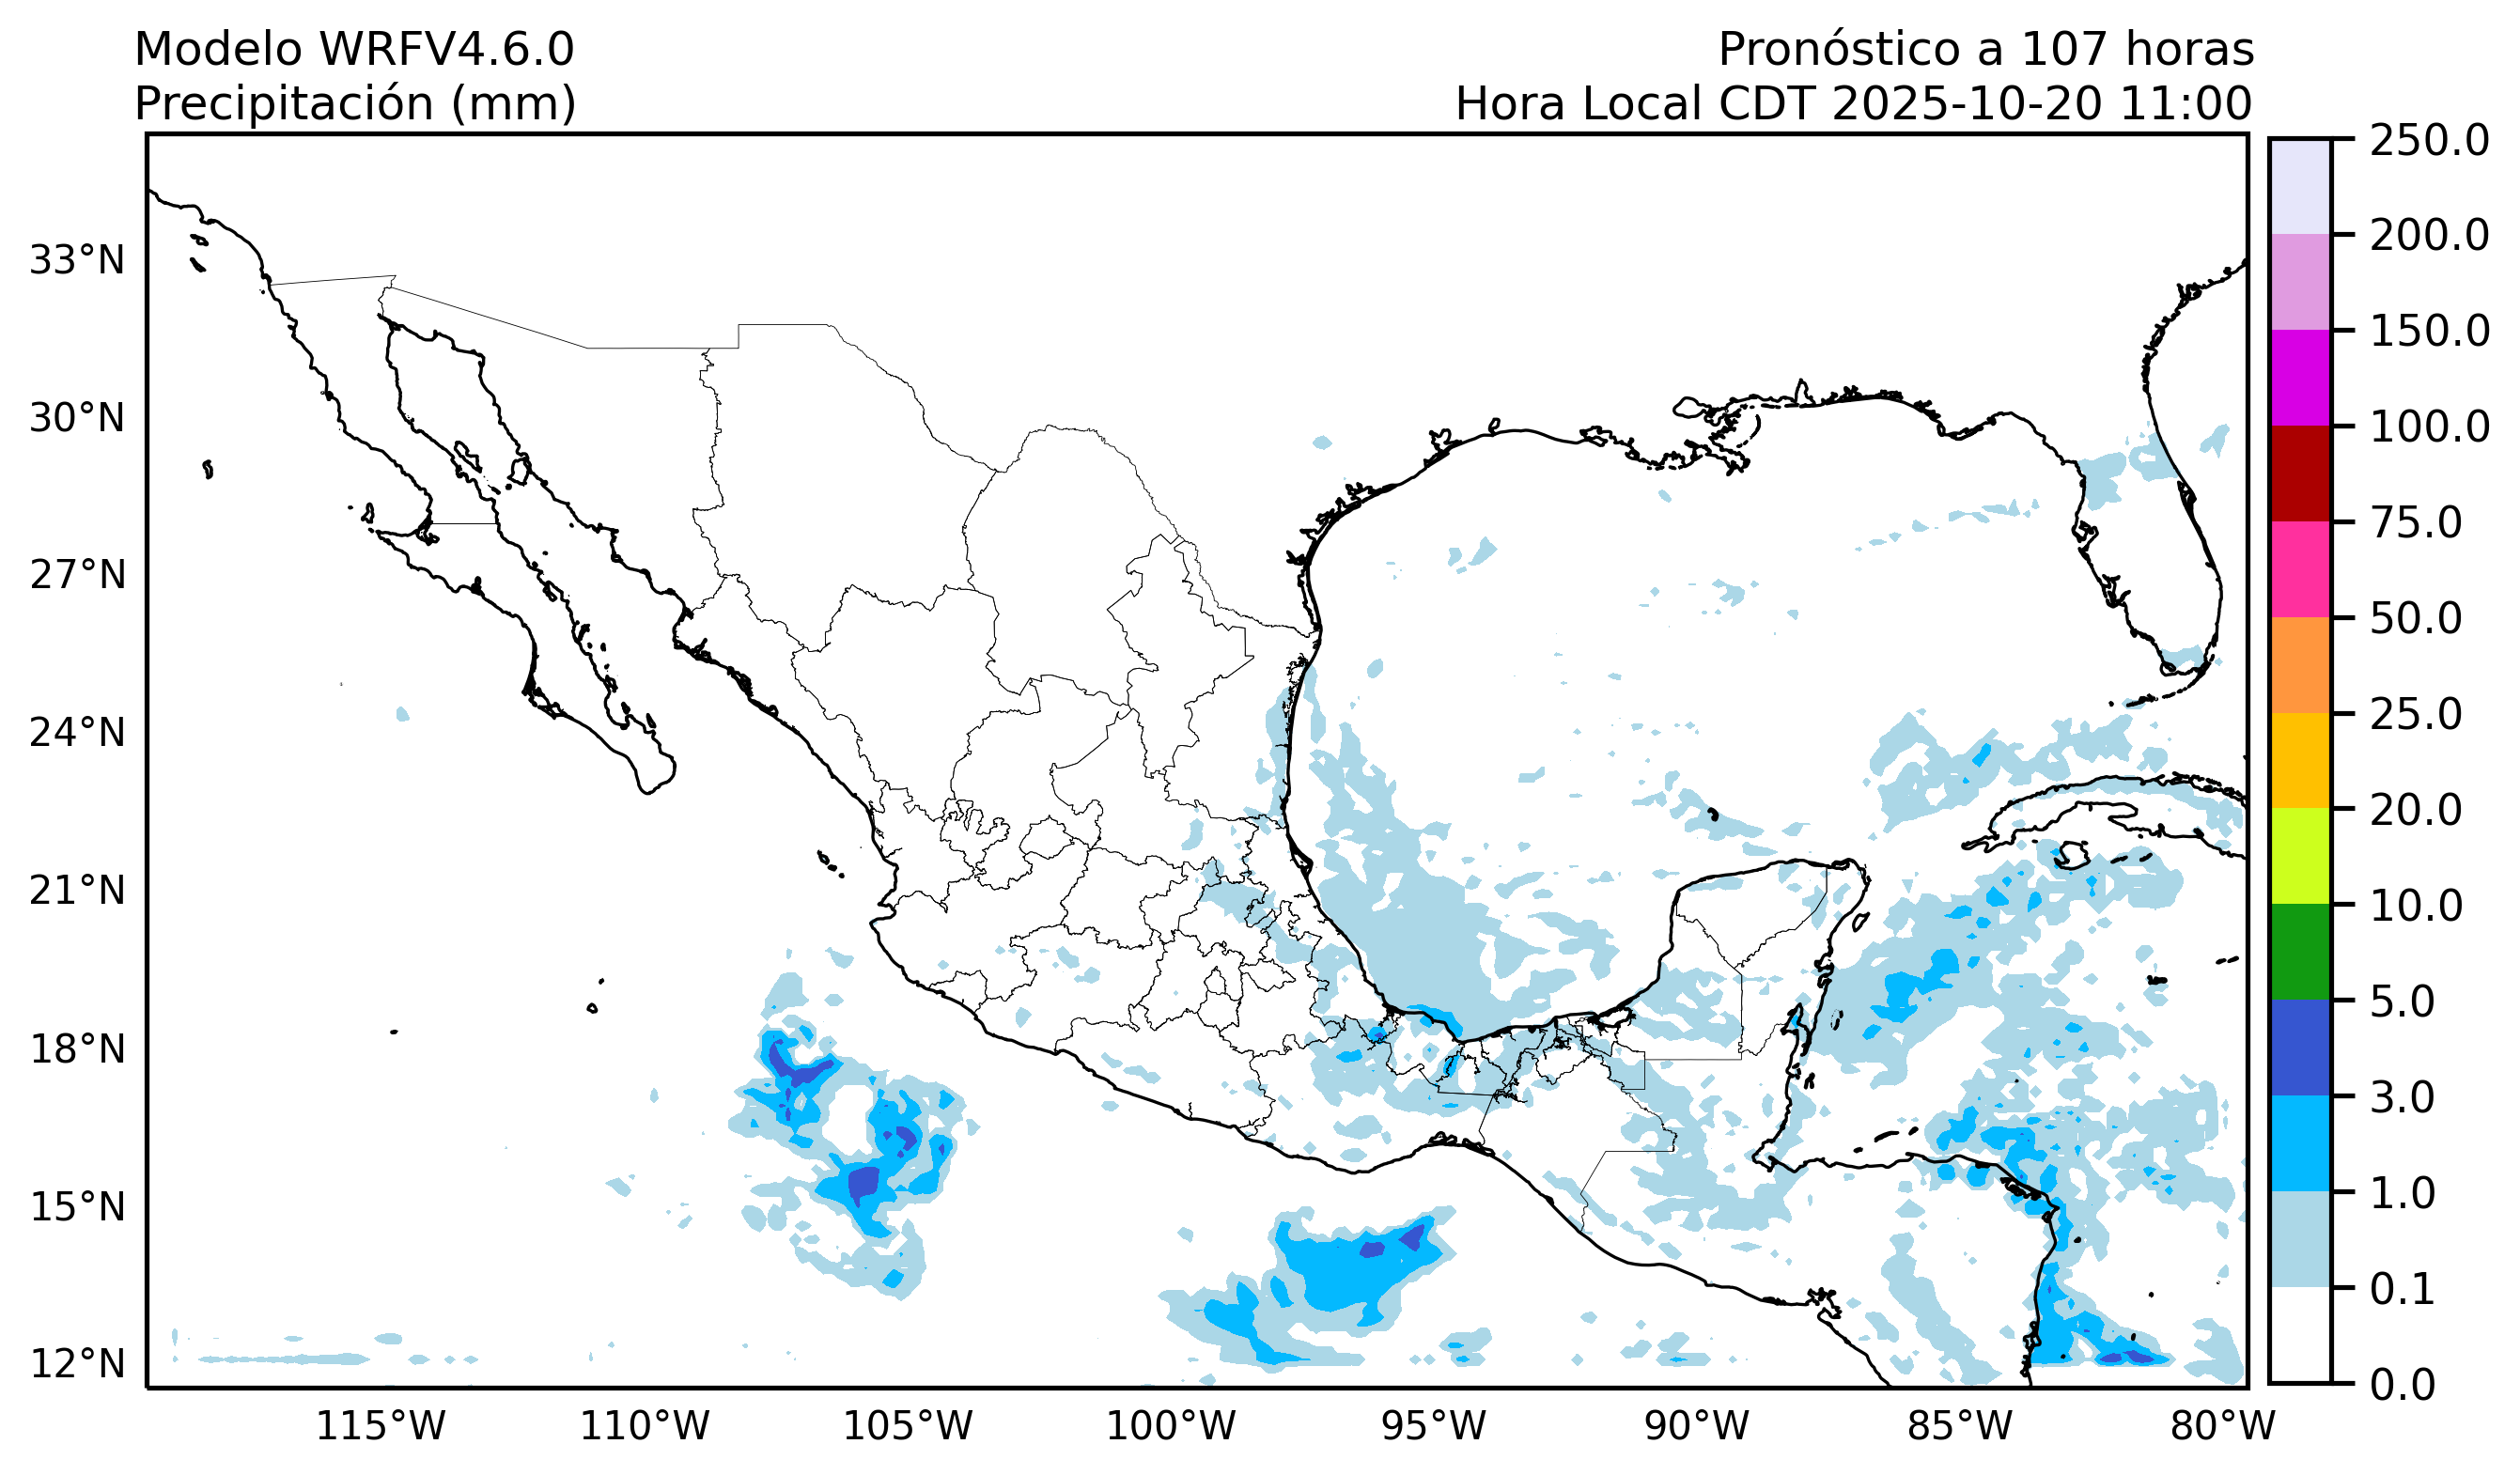 Modelo WRFV4.6.0
Pronóstico a 107 horas
Precipitación (mm)
Hora Local CDT 2025-10-20 11:00
250.0
200.0
150.0
100.0
75.0
50.0
25.0
20.0
10.0
5.0
3.0
1.0
0.1
0.0
33°N
30°N
27°N
24°N
21°N
18°N
15°N
12°N
115°W
110°W
105°W
100°W
95°W
90°W
85°W
80°W